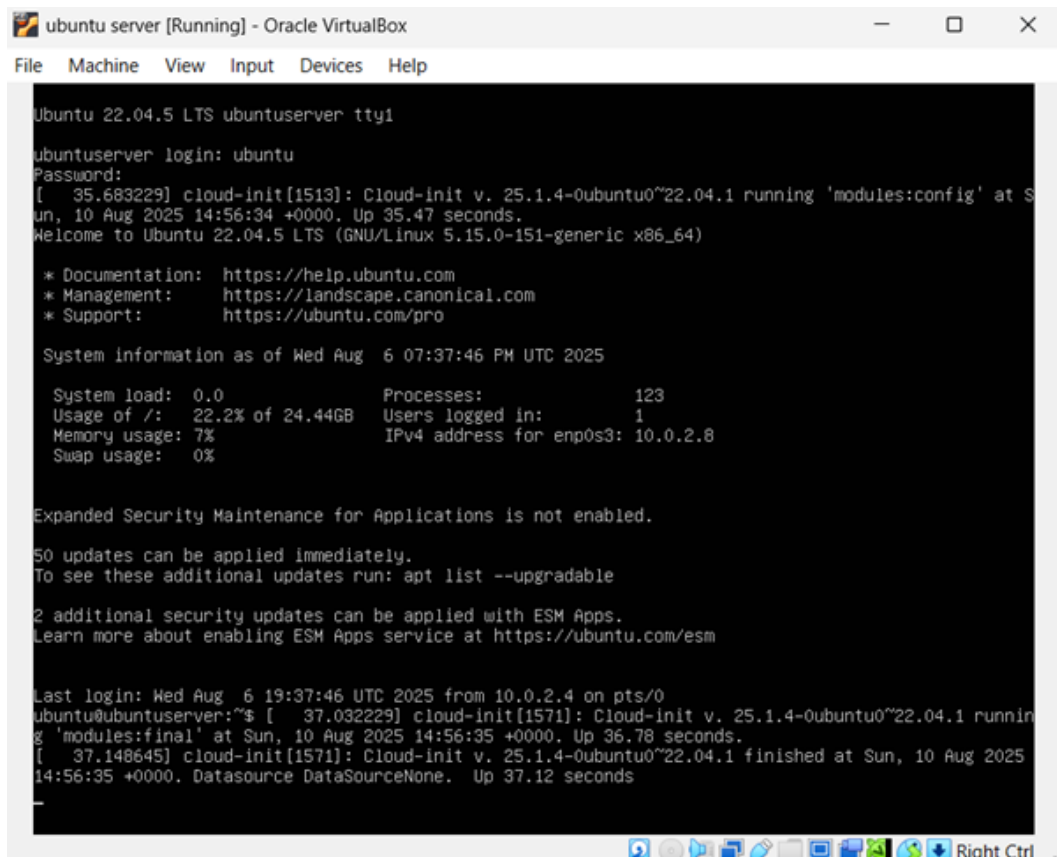 ubuntu server [Running] - Oracle VirtualBox
File Machine View Input Devices Help
Ubuntu 22.04.5 LTS ubuntuserver tty1
ubuntuserver login: ubuntu
Password:
[   35.683229] cloud-init[1513]: Cloud-init v. 25.1.4-0ubuntu0~22.04.1 running 'modules:config' at S
un, 10 Aug 2025 14:56:34 +0000. Up 35.47 seconds.
Welcome to Ubuntu 22.04.5 LTS (GNU/Linux 5.15.0-151-generic x86_64)
* Documentation:  https://help.ubuntu.com
* Management:     https://landscape.canonical.com
* Support:        https://ubuntu.com/pro
System information as of Wed Aug  6 07:37:46 PM UTC 2025
System load:  0.0                Processes:               123
Usage of /:   22.2% of 24.44GB   Users logged in:         1
Memory usage: 7%                 IPv4 address for enp0s3: 10.0.2.8
Swap usage:   0%
Expanded Security Maintenance for Applications is not enabled.
50 updates can be applied immediately.
To see these additional updates run: apt list --upgradable
2 additional security updates can be applied with ESM Apps.
Learn more about enabling ESM Apps service at https://ubuntu.com/esm
Last login: Wed Aug  6 19:37:46 UTC 2025 from 10.0.2.4 on pts/0
ubuntu@ubuntuserver:~$ [   37.032229] cloud-init[1571]: Cloud-init v. 25.1.4-0ubuntu0~22.04.1 runnin
g 'modules:final' at Sun, 10 Aug 2025 14:56:35 +0000. Up 36.78 seconds.
[   37.148645] cloud-init[1571]: Cloud-init v. 25.1.4-0ubuntu0~22.04.1 finished at Sun, 10 Aug 2025
14:56:35 +0000. Datasource DataSourceNone.  Up 37.12 seconds
Right Ctrl